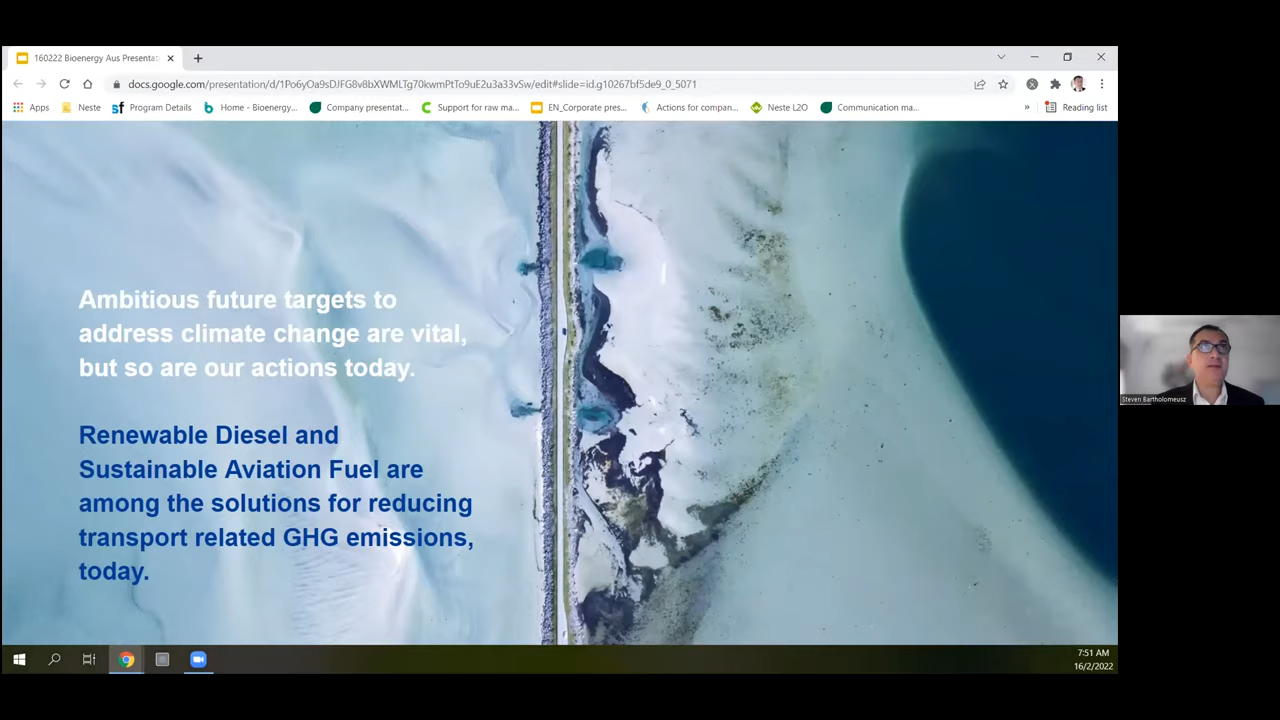 160222 Bioenergy Aus Presentat
docs.google.com/presentation/d/1Po6yOa9sDJFG8v8bXWMLTg70kwmPtTo9uE2u3a33vSw/edit#slide=id.g10267bf5de9_0_5071
Apps Neste Program Details Home - Bioenergy... Company presentat... Support for raw ma... EN_Corporate pres... Actions for compan... Neste L2O Communication ma... » Reading list
Ambitious future targets to
address climate change are vital,
but so are our actions today.
Renewable Diesel and
Sustainable Aviation Fuel are
among the solutions for reducing
transport related GHG emissions,
today.
Steven Bartholomeusz
7:51 AM
16/2/2022